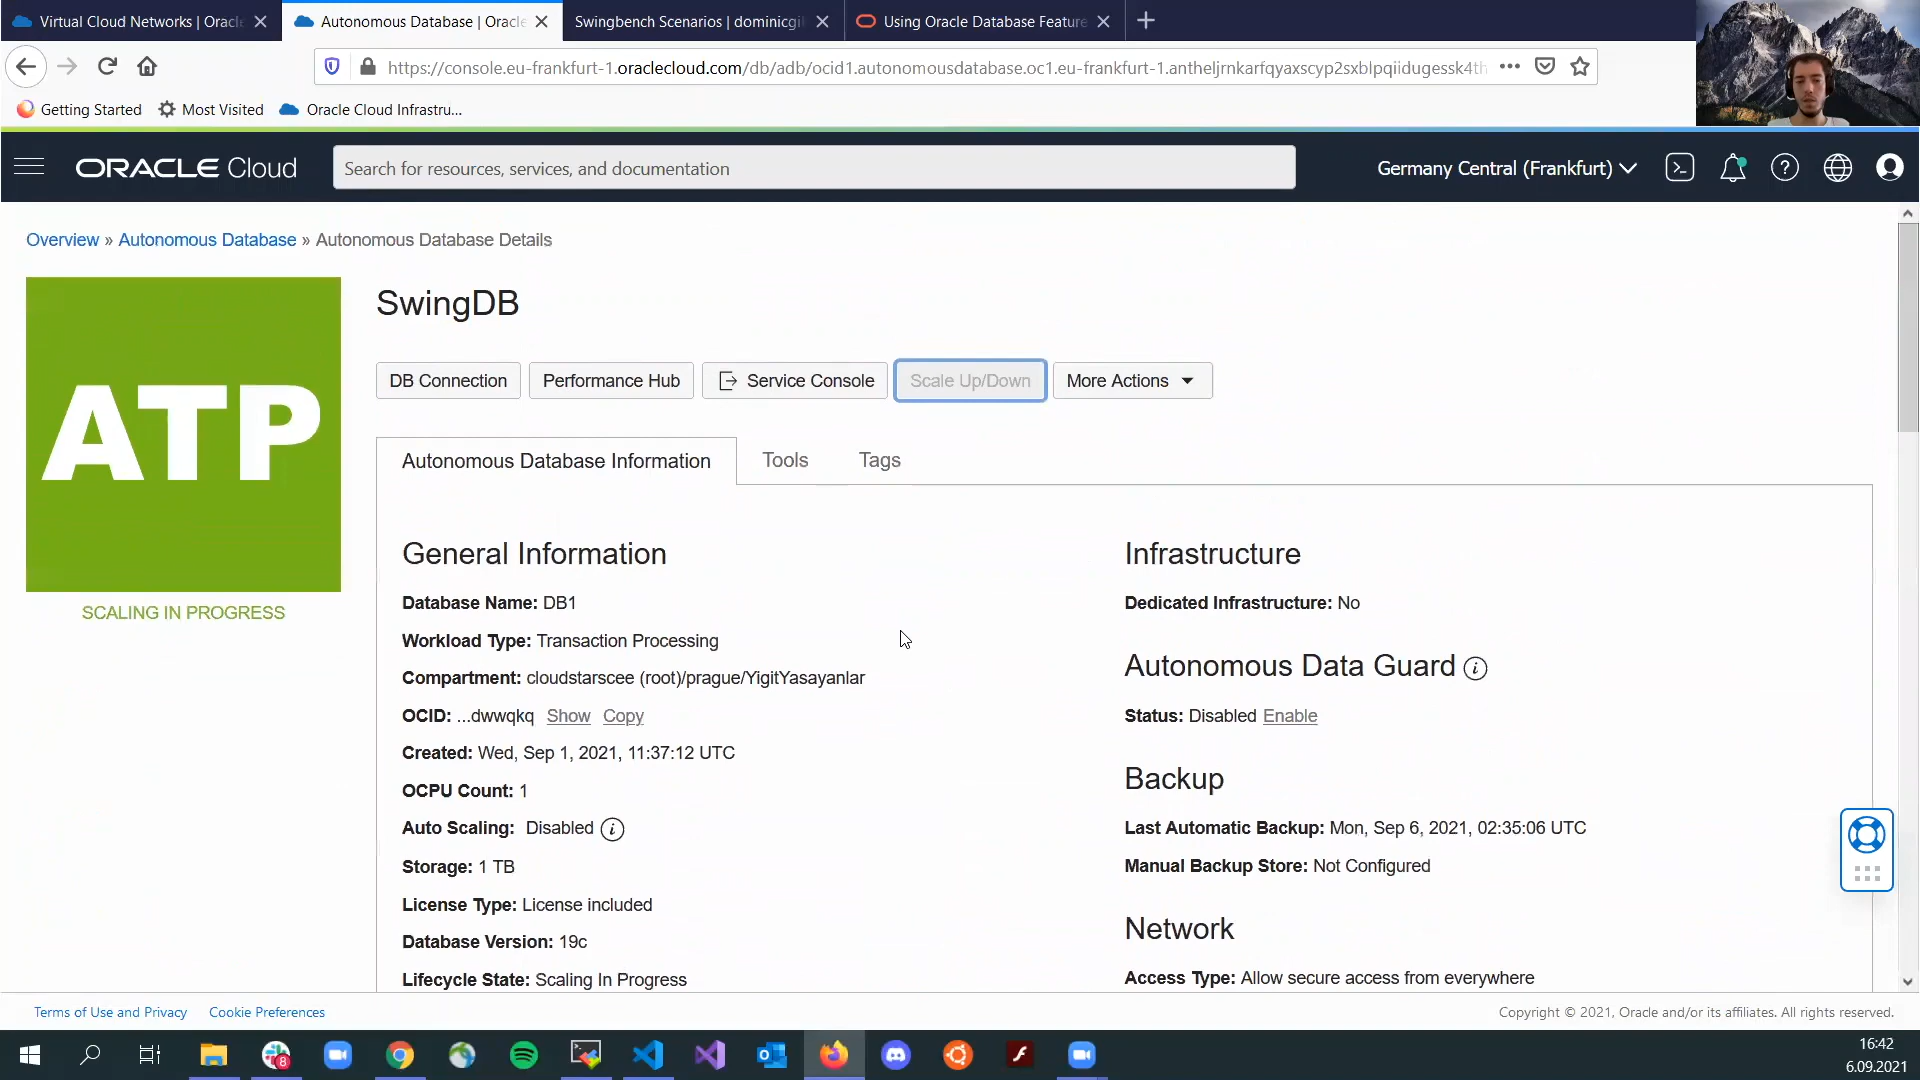 Virtual Cloud Networks | Oracle
Autonomous Database | Oracle
Swingbench Scenarios | dominicgi
Using Oracle Database Feature
https://console.eu-frankfurt-1.oraclecloud.com/db/adb/ocid1.autonomousdatabase.oc1.eu-frankfurt-1.antheljrnkarfqyaxscyp2sxblpqiidugessk4th
Getting Started
Most Visited
Oracle Cloud Infrastru...
ORACLE Cloud
Search for resources, services, and documentation
Germany Central (Frankfurt)
Overview » Autonomous Database » Autonomous Database Details
ATP
SCALING IN PROGRESS
SwingDB
DB Connection
Performance Hub
Service Console
Scale Up/Down
More Actions
Autonomous Database Information
Tools
Tags
General Information
Database Name: DB1
Workload Type: Transaction Processing
Compartment: cloudstarscee (root)/prague/YigitYasayanlar
OCID: ...dwwqkq Show Copy
Created: Wed, Sep 1, 2021, 11:37:12 UTC
OCPU Count: 1
Auto Scaling: Disabled
Storage: 1 TB
License Type: License included
Database Version: 19c
Lifecycle State: Scaling In Progress
Infrastructure
Dedicated Infrastructure: No
Autonomous Data Guard
Status: Disabled Enable
Backup
Last Automatic Backup: Mon, Sep 6, 2021, 02:35:06 UTC
Manual Backup Store: Not Configured
Network
Access Type: Allow secure access from everywhere
Terms of Use and Privacy
Cookie Preferences
Copyright © 2021, Oracle and/or its affiliates. All rights reserved.
8
16:42
6.09.2021